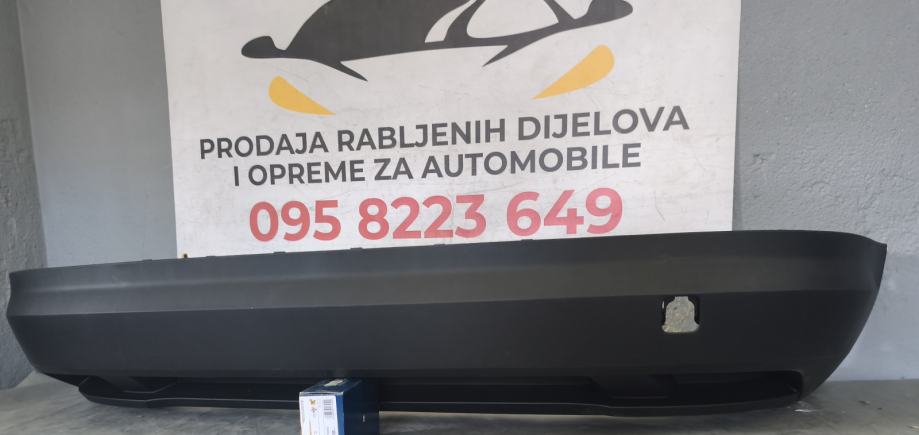 PRODAJA RABLJENIH DIJELOVA
I OPREME ZA AUTOMOBILE
095 8223 649